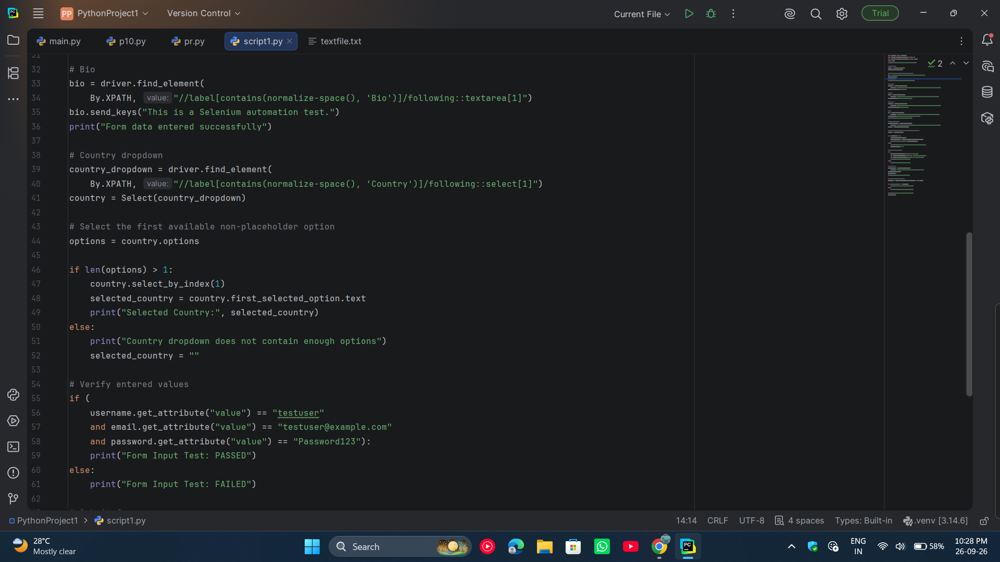 PP PythonProject1 Version Control Current File Trial
main.py p10.py pr.py script1.py textfile.txt
31
2
32 # Bio
33 bio = driver.find_element(
34 By.XPATH, value: "//label[contains(normalize-space(), 'Bio')]/following::textarea[1]")
35 bio.send_keys("This is a Selenium automation test.")
36 print("Form data entered successfully")
37
38 # Country dropdown
39 country_dropdown = driver.find_element(
40 By.XPATH, value: "//label[contains(normalize-space(), 'Country')]/following::select[1]")
41 country = Select(country_dropdown)
42
43 # Select the first available non-placeholder option
44 options = country.options
45
46 if len(options) > 1:
47 country.select_by_index(1)
48 selected_country = country.first_selected_option.text
49 print("Selected Country:", selected_country)
50 else:
51 print("Country dropdown does not contain enough options")
52 selected_country = ""
53
54 # Verify entered values
55 if (
56 username.get_attribute("value") == "testuser"
57 and email.get_attribute("value") == "testuser@example.com"
58 and password.get_attribute("value") == "Password123"):
59 print("Form Input Test: PASSED")
60 else:
61 print("Form Input Test: FAILED")
62
PythonProject1 > script1.py 14:14 CRLF UTF-8 4 spaces Types: Built-in .venv [3.14.6]
28°C
Mostly clear
Search
ENG
IN
58%
10:28 PM
26-09-26